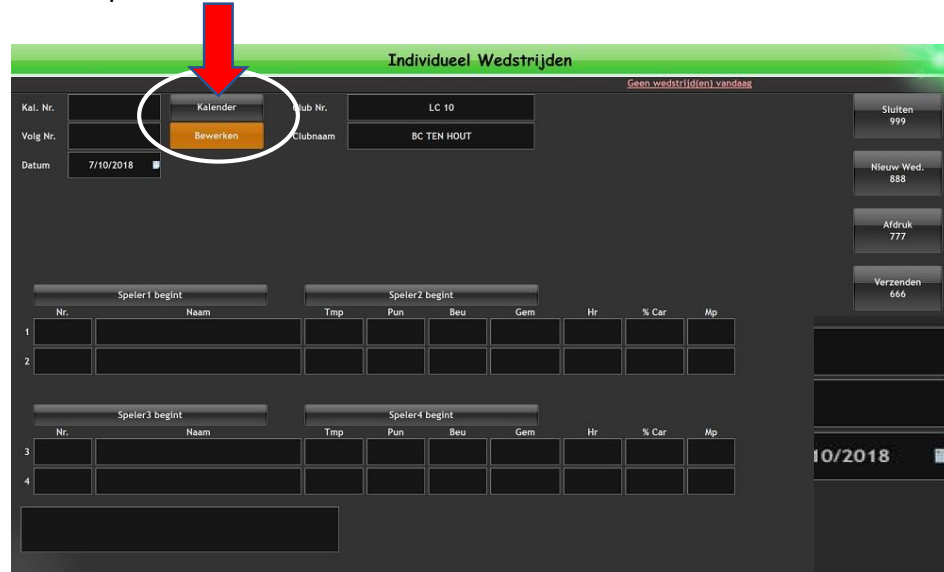 Individueel Wedstrijden
Geen wedstrijd(en) vandaag
Kal. Nr. Kalender Club Nr. LC 10
Sluiten
999
Volg Nr. Bewerken Clubnaam BC TEN HOUT
Datum 7/10/2018
Nieuw Wed.
888
Afdruk
777
Verzenden
666
Speler1 begint Speler2 begint
Nr. Naam Tmp Pun Beu Gem Hr % Car Mp
1
2
Speler3 begint Speler4 begint
Nr. Naam Tmp Pun Beu Gem Hr % Car Mp
3
4
10/2018